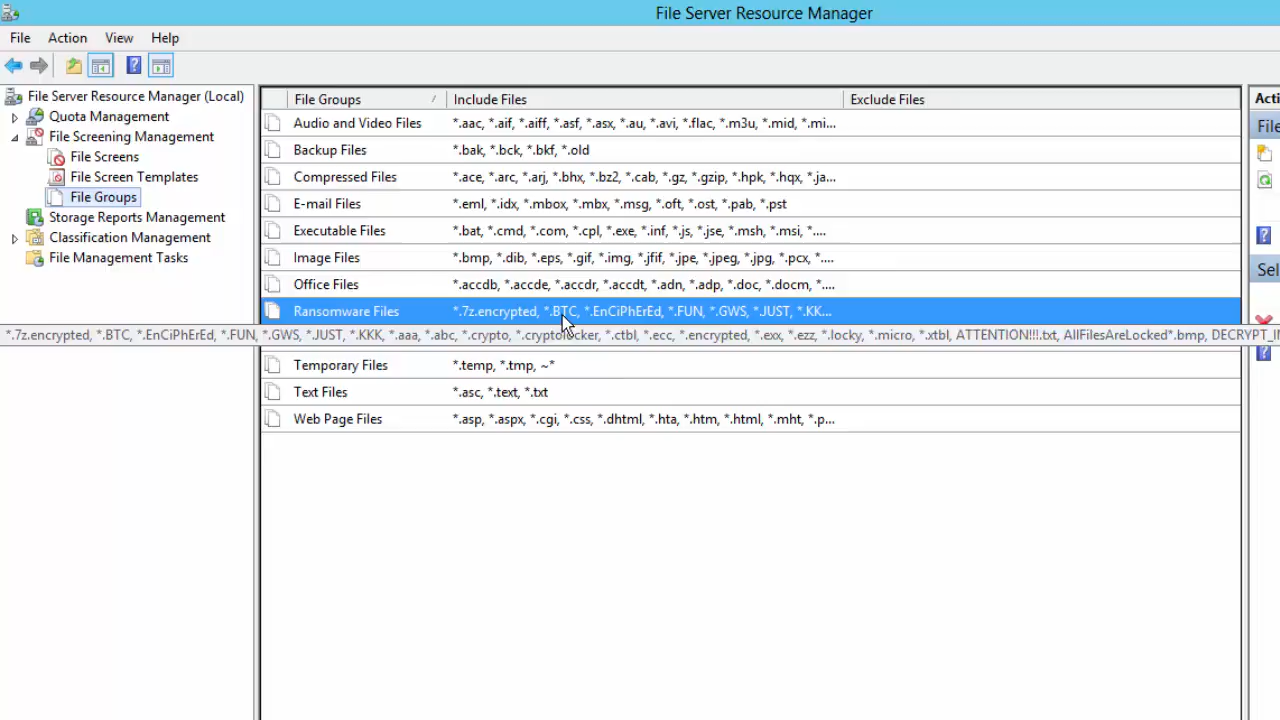 File Server Resource Manager
File Action View Help
File Server Resource Manager (Local)
Quota Management
File Screening Management
File Screens
File Screen Templates
File Groups
Storage Reports Management
Classification Management
File Management Tasks
File Groups Include Files Exclude Files
Audio and Video Files *.aac, *.aif, *.aiff, *.asf, *.asx, *.au, *.avi, *.flac, *.m3u, *.mid, *.mi...
Backup Files *.bak, *.bck, *.bkf, *.old
Compressed Files *.ace, *.arc, *.arj, *.bhx, *.bz2, *.cab, *.gz, *.gzip, *.hpk, *.hqx, *.ja...
E-mail Files *.eml, *.idx, *.mbox, *.mbx, *.msg, *.oft, *.ost, *.pab, *.pst
Executable Files *.bat, *.cmd, *.com, *.cpl, *.exe, *.inf, *.js, *.jse, *.msh, *.msi, *....
Image Files *.bmp, *.dib, *.eps, *.gif, *.img, *.jfif, *.jpe, *.jpeg, *.jpg, *.pcx, *....
Office Files *.accdb, *.accde, *.accdr, *.accdt, *.adn, *.adp, *.doc, *.docm, *....
Ransomware Files *.7z.encrypted, *.BTC, *.EnCiPhErEd, *.FUN, *.GWS, *.JUST, *.KK...
*.7z.encrypted, *.BTC, *.EnCiPhErEd, *.FUN, *.GWS, *.JUST, *.KKK, *.aaa, *.abc, *.crypto, *.cryptolocker, *.ctbl, *.ecc, *.encrypted, *.exx, *.ezz, *.locky, *.micro, *.xtbl, ATTENTION!!!.txt, AllFilesAreLocked*.bmp, DECRYPT_I
Temporary Files *.temp, *.tmp, ~*
Text Files *.asc, *.text, *.txt
Web Page Files *.asp, *.aspx, *.cgi, *.css, *.dhtml, *.hta, *.htm, *.html, *.mht, *.p...
Acti
File
Sel